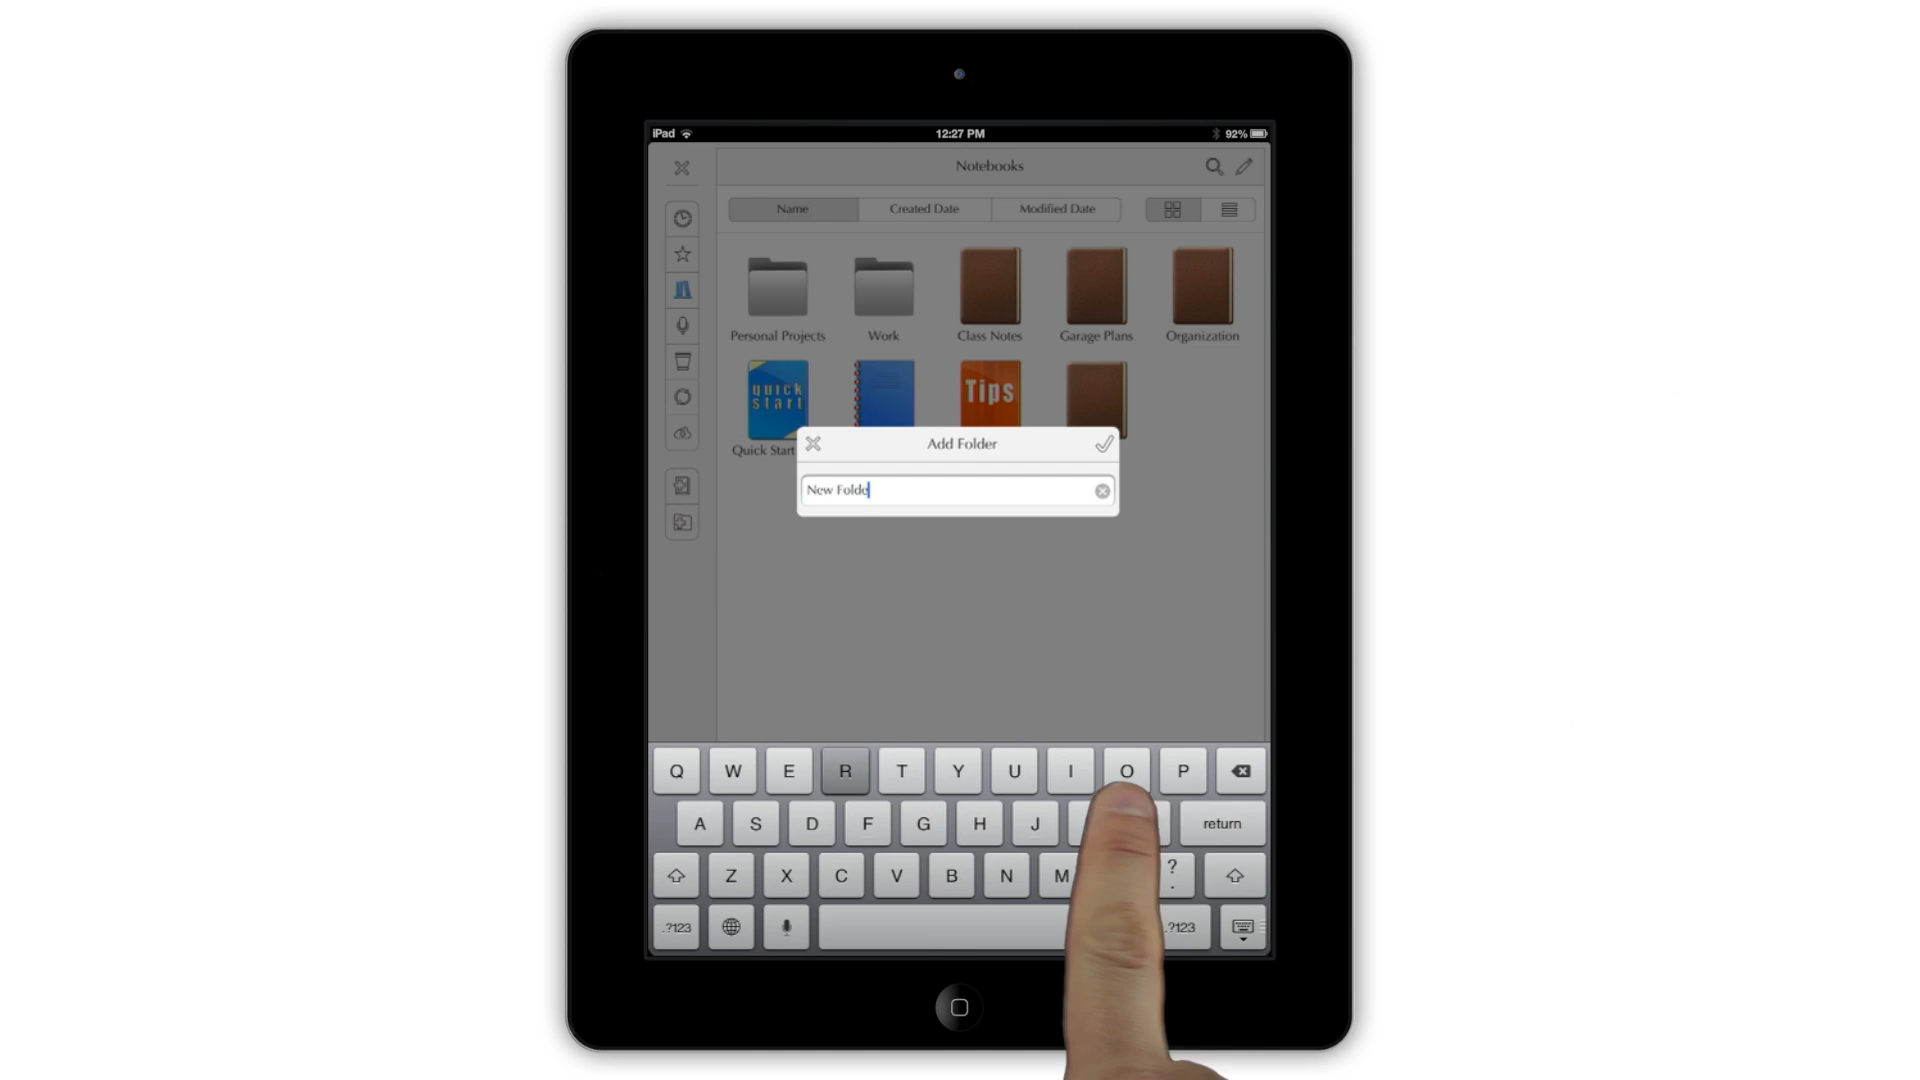 iPad 12:27 PM 92%
Notebooks
Name Created Date Modified Date
Personal Projects Work Class Notes Garage Plans Organization
quick start Tips
Quick Start
Add Folder
New Folde
Q W E R T Y U I O P
A S D F G H J return
Z X C V B N M ? .
.?123 .?123